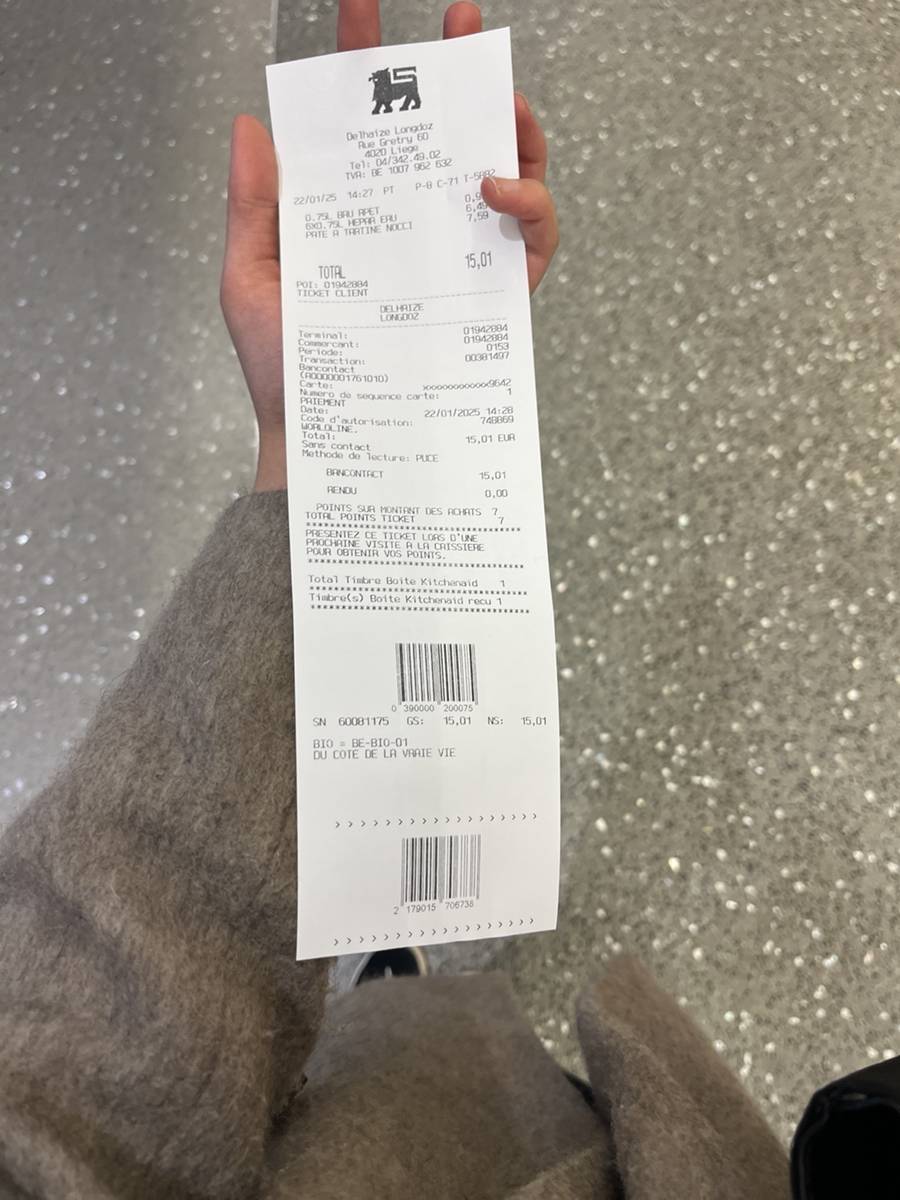 Delhaize Longdoz
Rue Gretry 60
4020 Liege
Tel: 04/342.49.02
TVA: BE 1007 962 632
22/01/25 14:27 PT P-8 C-71 T-5882
0.75L BRU APET 0,9
6X0.75L HEPAR EAU 6,49
PATE A TARTINE NOCCI 7,59
TOTAL 15,01
POI: 01942884
TICKET CLIENT
DELHAIZE
LONGDOZ
Terminal: 01942884
Commercant: 01942884
Periode: 0153
Transaction: 00381497
Bancontact
(A0000001761010)
Carte: xxxxxxxxxxxxx9642
Numero de sequence carte: 1
PAIEMENT
Date: 22/01/2025 14:28
Code d'autorisation: 748869
WORLDLINE.
Total: 15,01 EUR
Sans contact
Methode de lecture: PUCE
BANCONTACT 15,01
RENDU 0,00
POINTS SUR MONTANT DES ACHATS 7
TOTAL POINTS TICKET 7
PRESENTEZ CE TICKET LORS D'UNE
PROCHAINE VISITE A LA CAISSIERE
POUR OBTENIR VOS POINTS.
Total Timbre Boite Kitchenaid 1
Timbre(s) Boite Kitchenaid recu 1
0 390000 200075
SN 60081175 GS: 15,01 NS: 15,01
BIO = BE-BIO-01
DU COTE DE LA VRAIE VIE
2 179015 706738